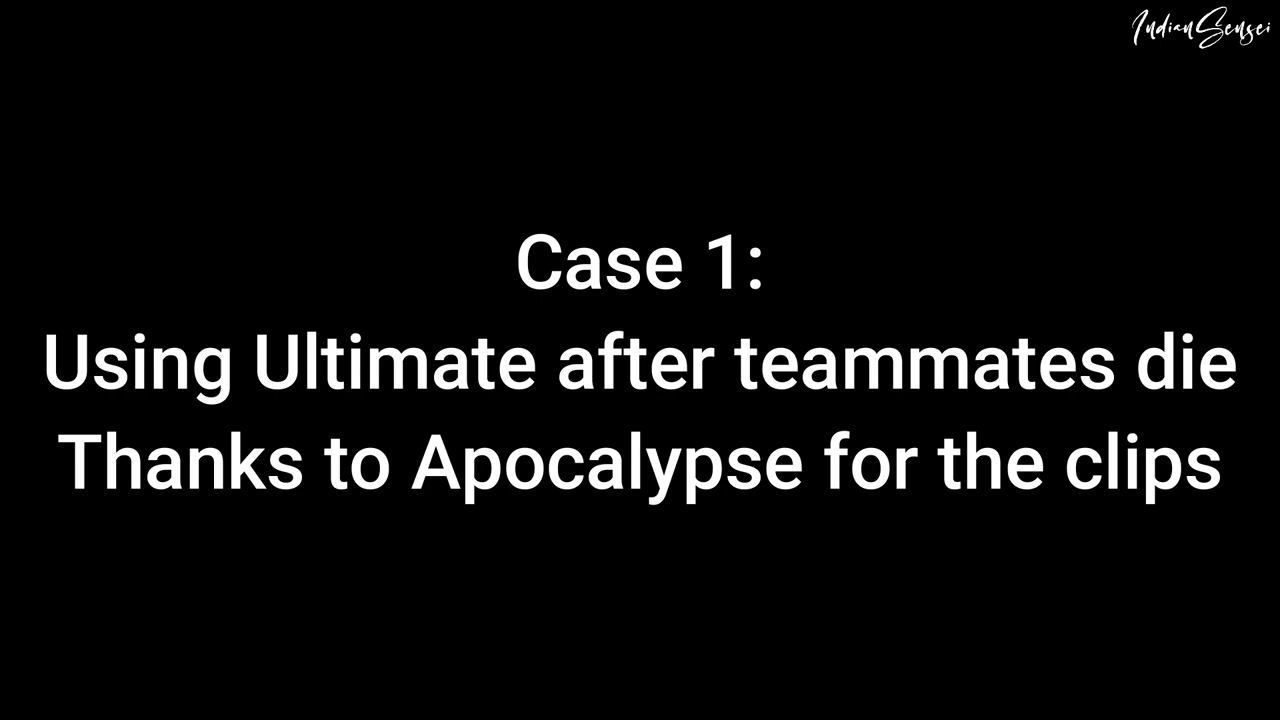 IndianSensei
Case 1:
Using Ultimate after teammates die
Thanks to Apocalypse for the clips